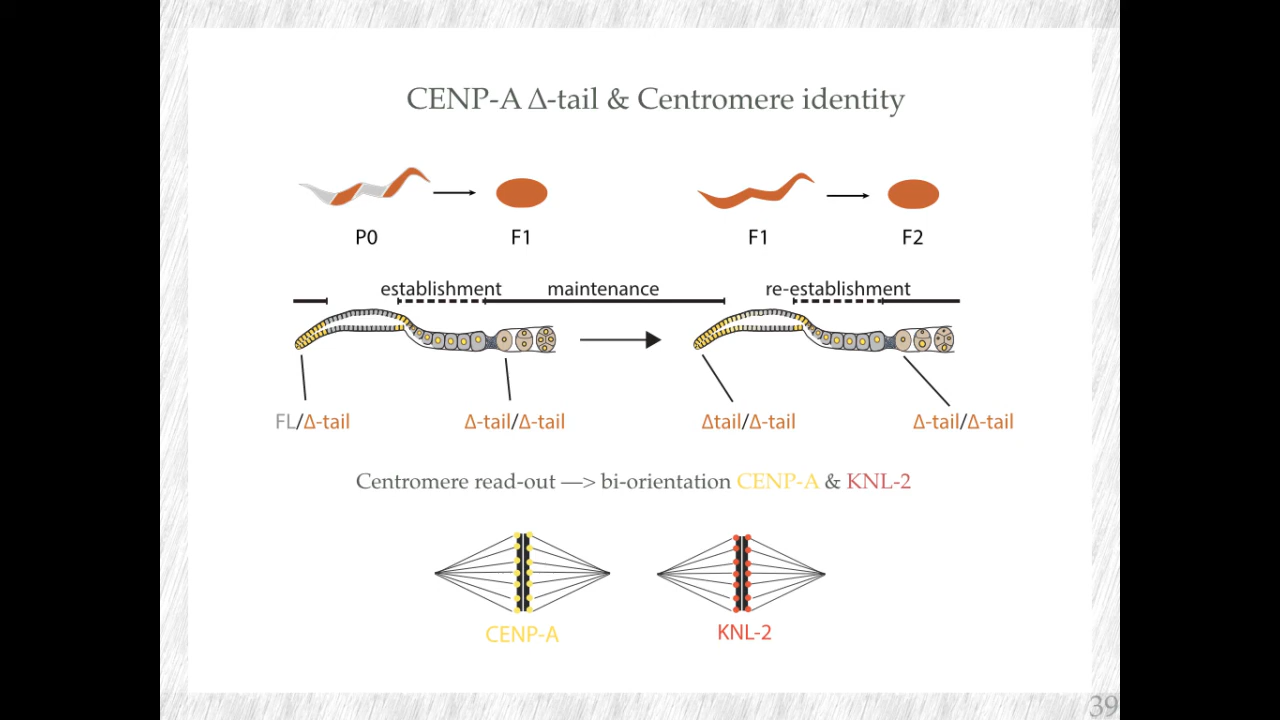 CENP-A Δ-tail & Centromere identity
P0
F1
F1
F2
establishment
maintenance
re-establishment
FL/Δ-tail
Δ-tail/Δ-tail
Δtail/Δ-tail
Δ-tail/Δ-tail
Centromere read-out —> bi-orientation CENP-A & KNL-2
CENP-A
KNL-2
39